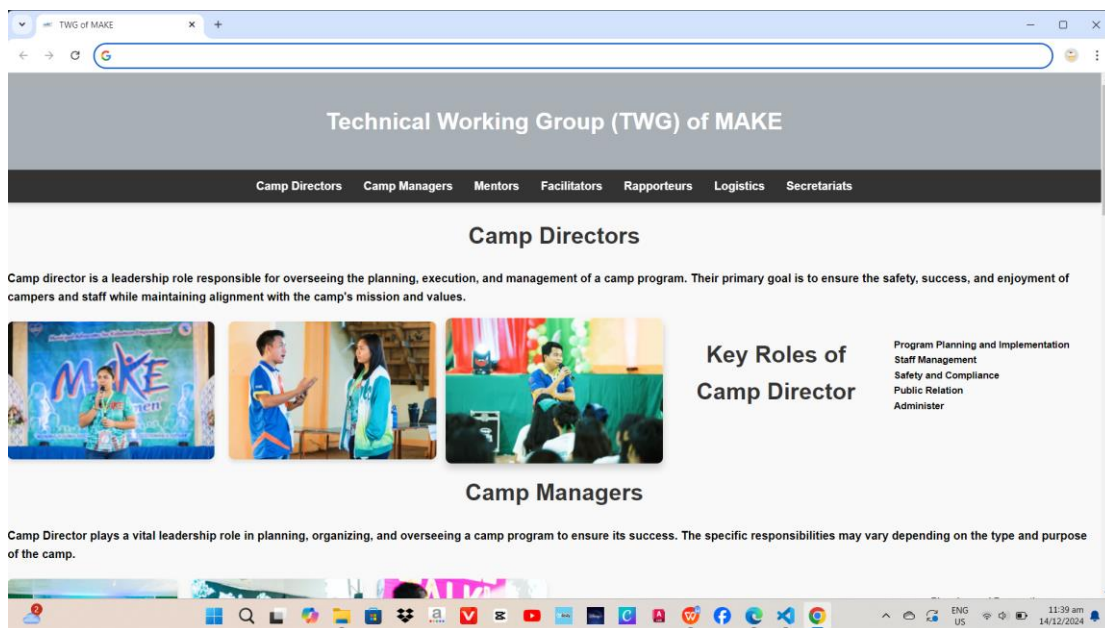 TWG of MAKE
Technical Working Group (TWG) of MAKE
Camp Directors Camp Managers Mentors Facilitators Rapporteurs Logistics Secretariats
Camp Directors
Camp director is a leadership role responsible for overseeing the planning, execution, and management of a camp program. Their primary goal is to ensure the safety, success, and enjoyment of
campers and staff while maintaining alignment with the camp's mission and values.
MAKE
Key Roles of
Camp Director
Program Planning and Implementation
Staff Management
Safety and Compliance
Public Relation
Administer
Camp Managers
Camp Director plays a vital leadership role in planning, organizing, and overseeing a camp program to ensure its success. The specific responsibilities may vary depending on the type and purpose
of the camp.
2
ENG
US
11:39 am
14/12/2024